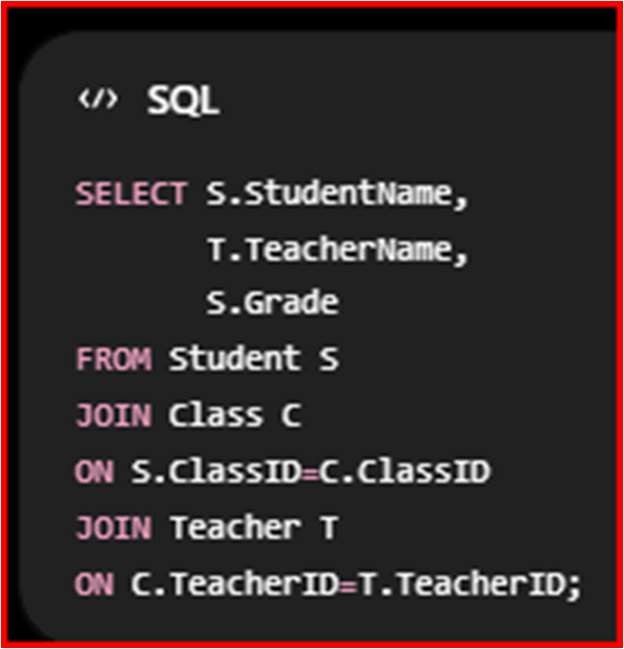 </> SQL
SELECT S.StudentName,
T.TeacherName,
S.Grade
FROM Student S
JOIN Class C
ON S.ClassID=C.ClassID
JOIN Teacher T
ON C.TeacherID=T.TeacherID;